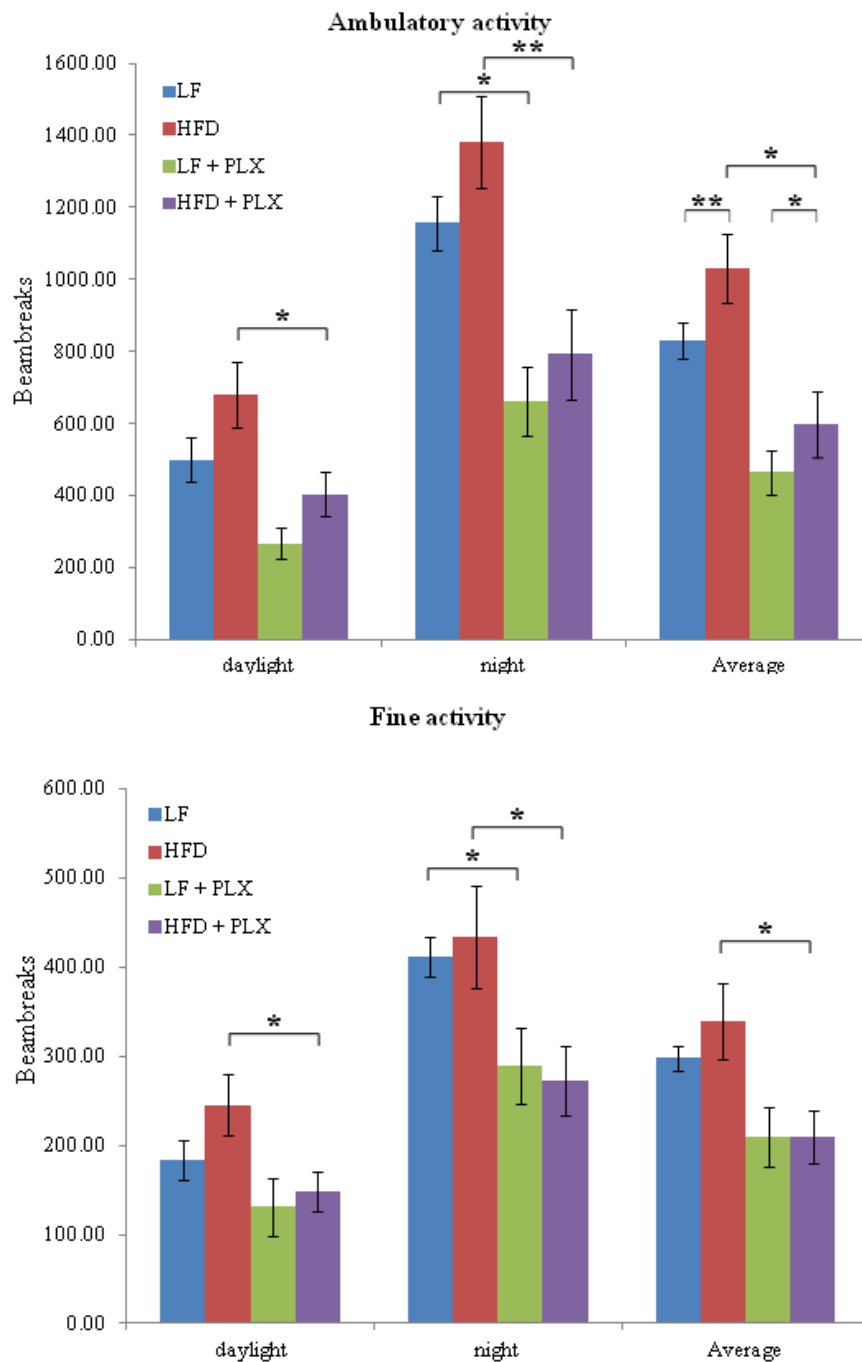 Ambulatory activity
1600.00
1400.00
1200.00
1000.00
800.00
600.00
400.00
200.00
0.00
Beambreaks
LF
HFD
LF + PLX
HFD + PLX
*
*
**
**
*
*
daylight
night
Average
Fine activity
600.00
500.00
400.00
300.00
200.00
100.00
0.00
Beambreaks
LF
HFD
LF + PLX
HFD + PLX
*
*
*
*
daylight
night
Average